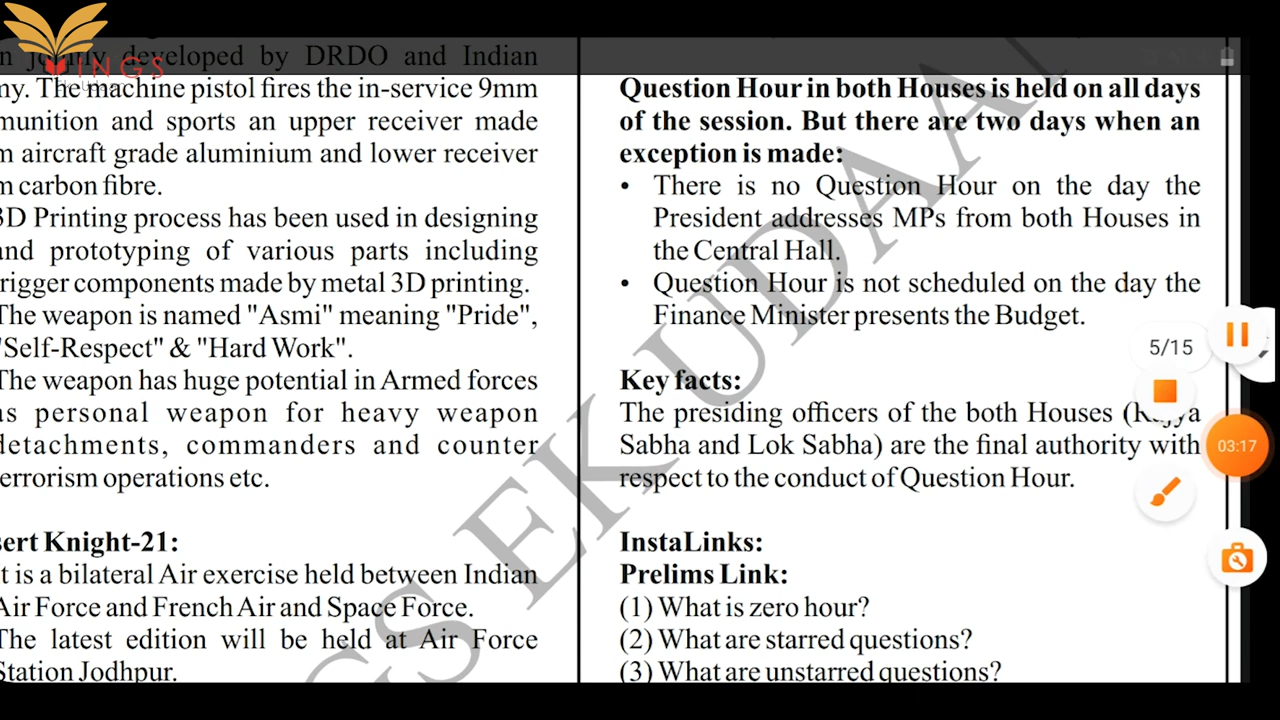 n jointly developed by DRDO and Indian
my. The machine pistol fires the in-service 9mm
munition and sports an upper receiver made
m aircraft grade aluminium and lower receiver
m carbon fibre.
3D Printing process has been used in designing
and prototyping of various parts including
rigger components made by metal 3D printing.
The weapon is named "Asmi" meaning "Pride",
"Self-Respect" & "Hard Work".
The weapon has huge potential in Armed forces
as personal weapon for heavy weapon
detachments, commanders and counter
errorism operations etc.
sert Knight-21:
t is a bilateral Air exercise held between Indian
Air Force and French Air and Space Force.
The latest edition will be held at Air Force
Station Jodhpur.
Question Hour in both Houses is held on all days
of the session. But there are two days when an
exception is made:
• There is no Question Hour on the day the
President addresses MPs from both Houses in
the Central Hall.
• Question Hour is not scheduled on the day the
Finance Minister presents the Budget.
Key facts:
The presiding officers of the both Houses (Rajya
Sabha and Lok Sabha) are the final authority with
respect to the conduct of Question Hour.
InstaLinks:
Prelims Link:
(1) What is zero hour?
(2) What are starred questions?
(3) What are unstarred questions?
WINGS
GS EK UDAAN
5/15
03:17